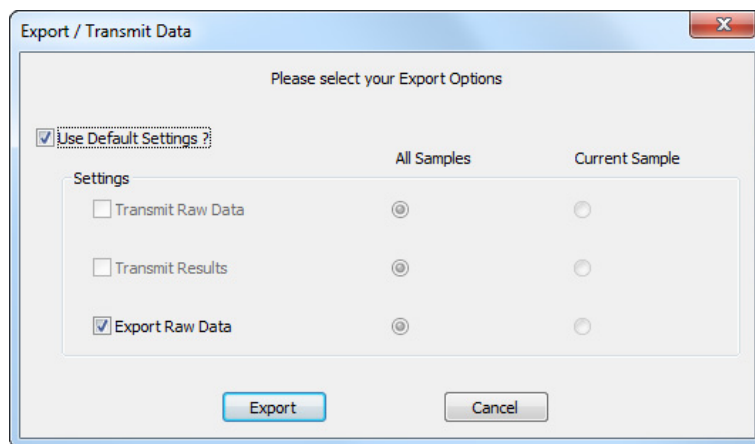 Export / Transmit Data
Please select your Export Options
Use Default Settings ?
All Samples Current Sample
Settings
Transmit Raw Data
Transmit Results
Export Raw Data
Export Cancel